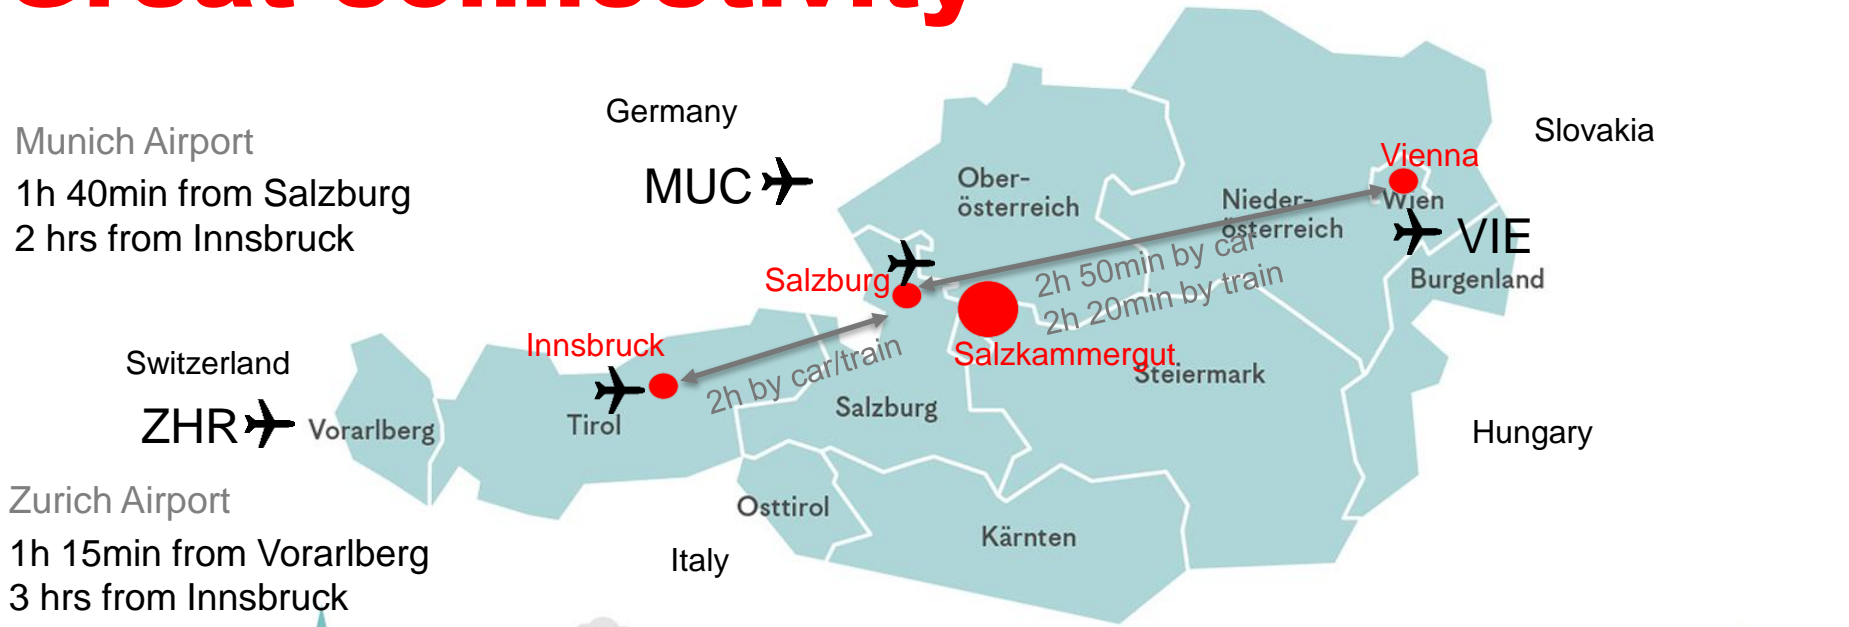 Great connectivity
Germany
Munich Airport
1h 40min from Salzburg
2 hrs from Innsbruck
MUC
Slovakia
Vienna
Wien
VIE
Ober-
österreich
Nieder-
österreich
Burgenland
Salzburg
2h 50min by car
2h 20min by train
Salzkammergut
Steiermark
Innsbruck
2h by car/train
Switzerland
ZHR
Vorarlberg
Tirol
Salzburg
Hungary
Zurich Airport
1h 15min from Vorarlberg
3 hrs from Innsbruck
Osttirol
Kärnten
Italy